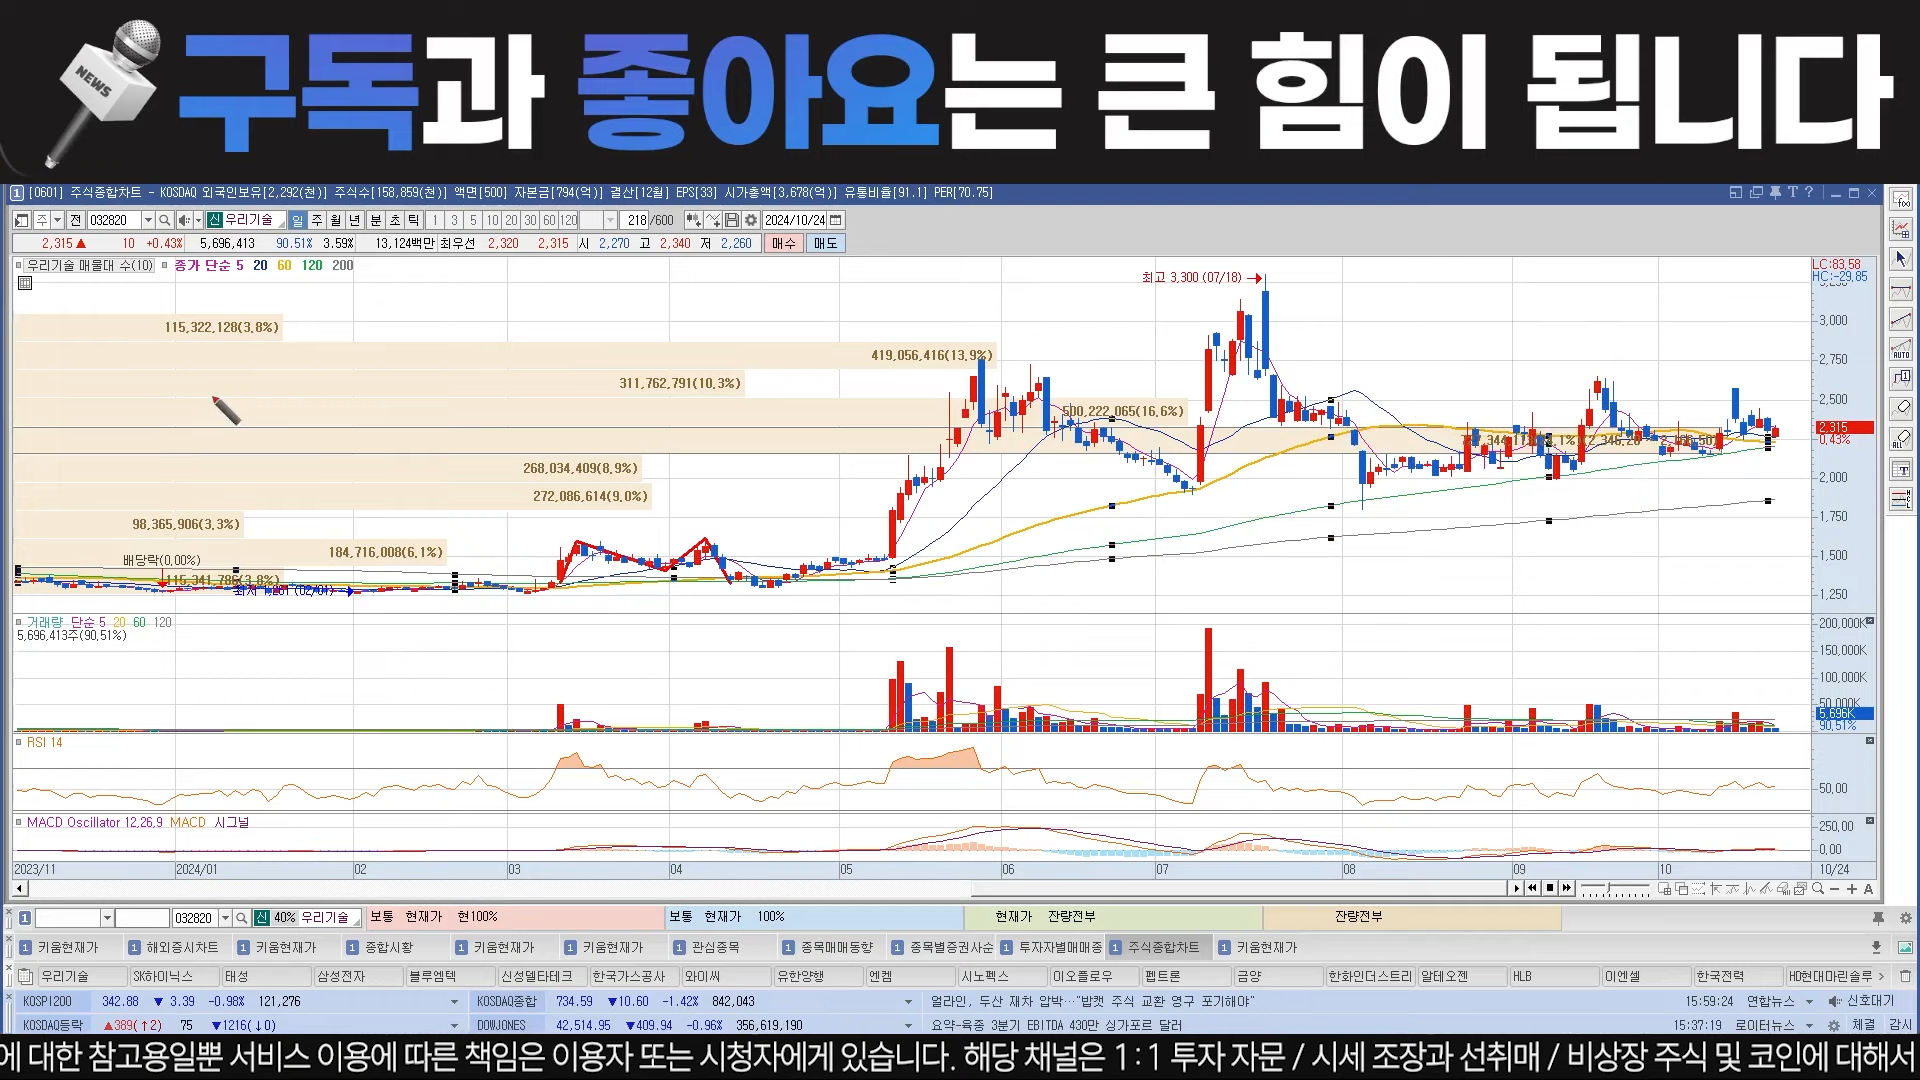 NEWS
구독과 좋아요는 큰 힘이 됩니다
1 [0601] 주식종합차트 - KOSDAQ 외국인보유[2,292(천)] 주식수[158,859(천)] 액면[500] 자본금[794(억)] 결산[12월] EPS[33] 시가총액[3,678(억)] 유통비율[91.1] PER[70.75]
주 전 032820 신 우리기술 일 주 월 년 분 초 틱 1 3 5 10 20 30 60 120 218 /600 2024/10/24
2,315 ▲ 10 +0.43% 5,696,413 90.51% 3.59% 13,124백만 최우선 2,320 2,315 시 2,270 고 2,340 저 2,260 매수 매도
우리기술 매물대 수(10) 종가 단순 5 20 60 120 200
LC:83,58
HC:-29,85
최고 3,300 (07/18)
115,322,128(3,8%)
3,000
419,056,416(13,9%)
2,750
311,762,791(10,3%)
2,500
500,222,065(16,6%)
2,315
0,43%
268,034,409(8,9%)
2,000
272,086,614(9,0%)
1,750
98,365,906(3,3%)
184,716,008(6,1%)
1,500
배당락(0,00%)
115,341,786(3,8%)
1,250
거래량 단순 5 20 60 120
5,696,413주(90,51%)
200,000K
150,000K
100,000K
50,000K
5,696K
90,51%
RSI 14
50,00
MACD Oscillator 12,26,9 MACD 시그널
250,00
0,00
2023/11 2024/01 02 03 04 05 06 07 08 09 10 10/24
1 032820 신 40% 우리기술 보통 현재가 현100% 보통 현재가 100% 현재가 잔량전부 잔량전부
1 키움현재가 1 해외증시차트 1 키움현재가 1 종합시황 1 키움현재가 1 키움현재가 1 관심종목 1 종목매매동향 1 종목별증권사순 1 투자자별매매종 1 주식종합차트 1 키움현재가
우리기술 SK하이닉스 태성 삼성전자 블루엠텍 신성델타테크 한국가스공사 와이씨 유한양행 엔켐 시노펙스 이오플로우 펩트론 금양 한화인더스트리 알테오젠 HLB 이엔셀 한국전력 HD현대마린솔루
KOSPI200 342.88 ▼ 3.39 -0.98% 121,276 KOSDAQ종합 734.59 ▼10.60 -1.42% 842,043 얼라인, 두산 재차 압박…"밥캣 주식 교환 영구 포기해야" 15:59:24 연합뉴스 신호대기
KOSDAQ등락 ▲389(↑2) 75 ▼1216(↓0) DOWJONES 42,514.95 ▼409.94 -0.96% 356,619,190 요약-육증 3분기 EBITDA 430만 싱가포르 달러 15:37:19 로이터뉴스 체결 감시
에 대한 참고용일뿐 서비스 이용에 따른 책임은 이용자 또는 시청자에게 있습니다. 해당 채널은 1:1 투자 자문 / 시세 조장과 선취매 / 비상장 주식 및 코인에 대해서